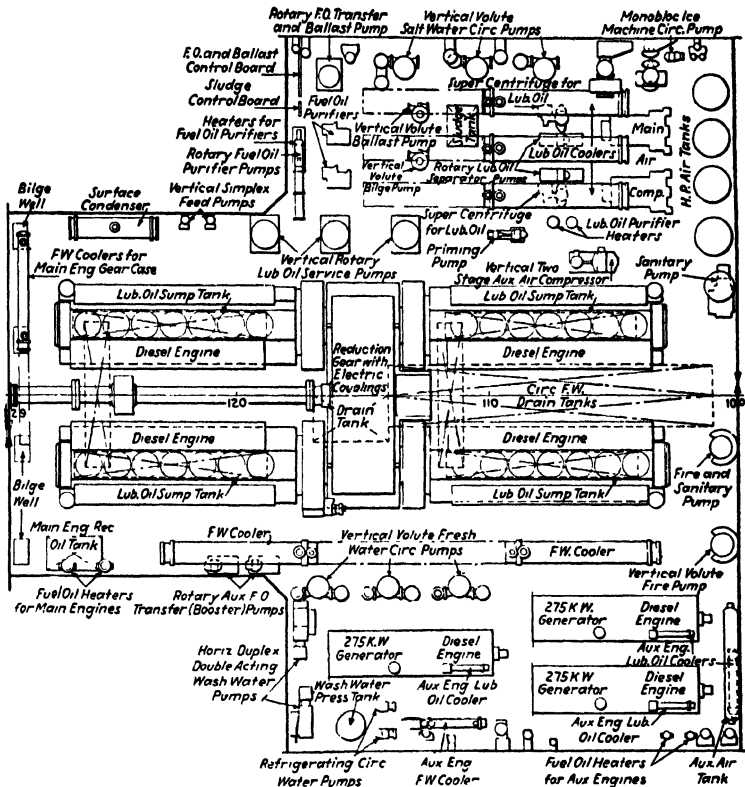 Rotary F.O. Transfer
and Ballast Pump
Vertical Volute
Salt Water Circ Pumps
Monobloc Ice
Machine Circ. Pump
F.O. and Ballast
Control Board
Sludge
Control Board
Fuel Oil
Purifiers
Super Centrifuge for
Lub. Oil
Sludge
Tank
Vertical Volute
Ballast Pump
Heaters for
Fuel Oil Purifiers
Rotary Fuel Oil
Purifier Pumps
Lub Oil Coolers
Main
Air
Comp.
H.P. Air Tanks
Vertical
Volute
Bilge Pump
Rotary Lub. Oil
Separator Pumps
Bilge
Well
Surface
Condenser
Vertical Simplex
Feed Pumps
Super Centrifuge
for Lub. Oil
Lub. Oil Purifier
Heaters
Priming
Pump
FW Coolers for
Main Eng Gear Case
Vertical Rotary
Lub Oil Service Pumps
Vertical Two
Stage Aux Air Compressor
Sanitary
Pump
Lub. Oil Sump Tank
Lub Oil Sump Tank
Diesel Engine
Diesel Engine
Reduction
Gear with
Electric
Couplings
129
120
110
Circ F.W.
Drain Tanks
100
Drain
Tank
Diesel Engine
Diesel Engine
Lub. Oil Sump Tank
Lub Oil Sump Tank
Bilge
Well
Fire and
Sanitary
Pump
Main Eng Rec
Oil Tank
FW Cooler
Vertical Volute Fresh
Water Circ Pumps
F.W. Cooler
Fuel Oil Heaters
for Main Engines
Rotary Aux F O
Transfer (Booster) Pumps
Vertical Volute
Fire Pump
Horiz Duplex
Double Acting
Wash Water
Pumps
275 K.W
Generator
Diesel
Engine
275 K W.
Generator
Diesel
Engine
Aux Eng.
Lub. Oil Coolers
Wash Water
Press Tank
Aux Eng Lub
Oil Cooler
275 K W
Generator
Diesel
Engine
Aux Eng Lub.
Oil Cooler
Refrigerating Circ
Water Pumps
Aux Eng
FW Cooler
Fuel Oil Heaters
for Aux Engines
Aux Air
Tank